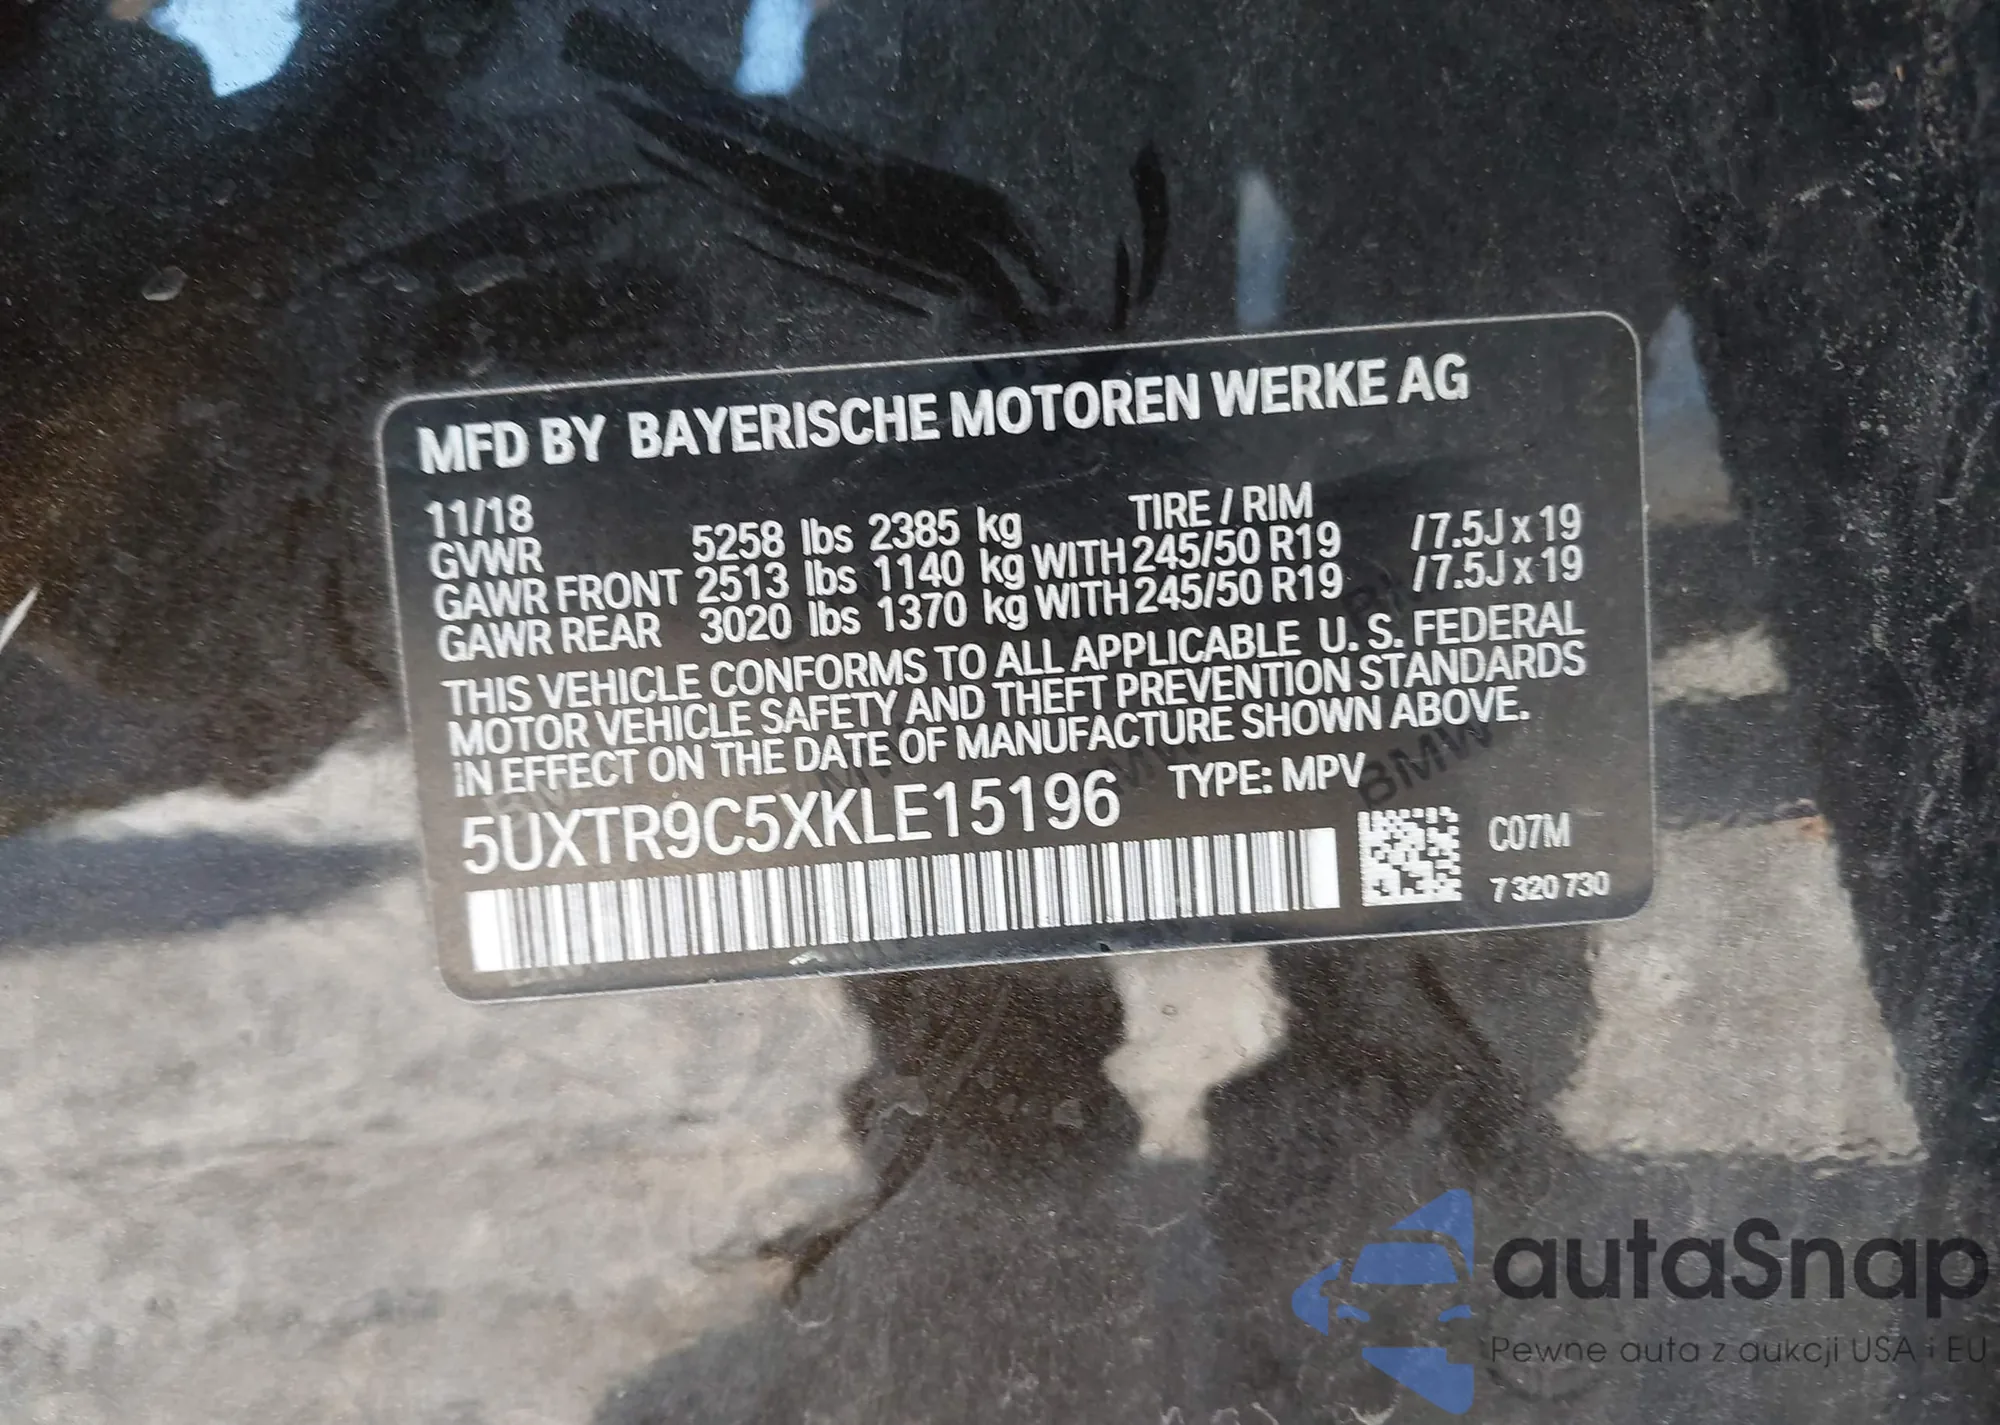 MFD BY BAYERISCHE MOTOREN WERKE AG
11/18 TIRE / RIM
GVWR 5258 lbs 2385 kg
GAWR FRONT 2513 lbs 1140 kg WITH 245/50 R19 /7.5J x 19
GAWR REAR 3020 lbs 1370 kg WITH 245/50 R19 /7.5J x 19
THIS VEHICLE CONFORMS TO ALL APPLICABLE U. S. FEDERAL
MOTOR VEHICLE SAFETY AND THEFT PREVENTION STANDARDS
IN EFFECT ON THE DATE OF MANUFACTURE SHOWN ABOVE.
5UXTR9C5XKLE15196 TYPE: MPV
C07M
7 320 730
BMW
autaSnap
Pewne auta z aukcji USA i EU